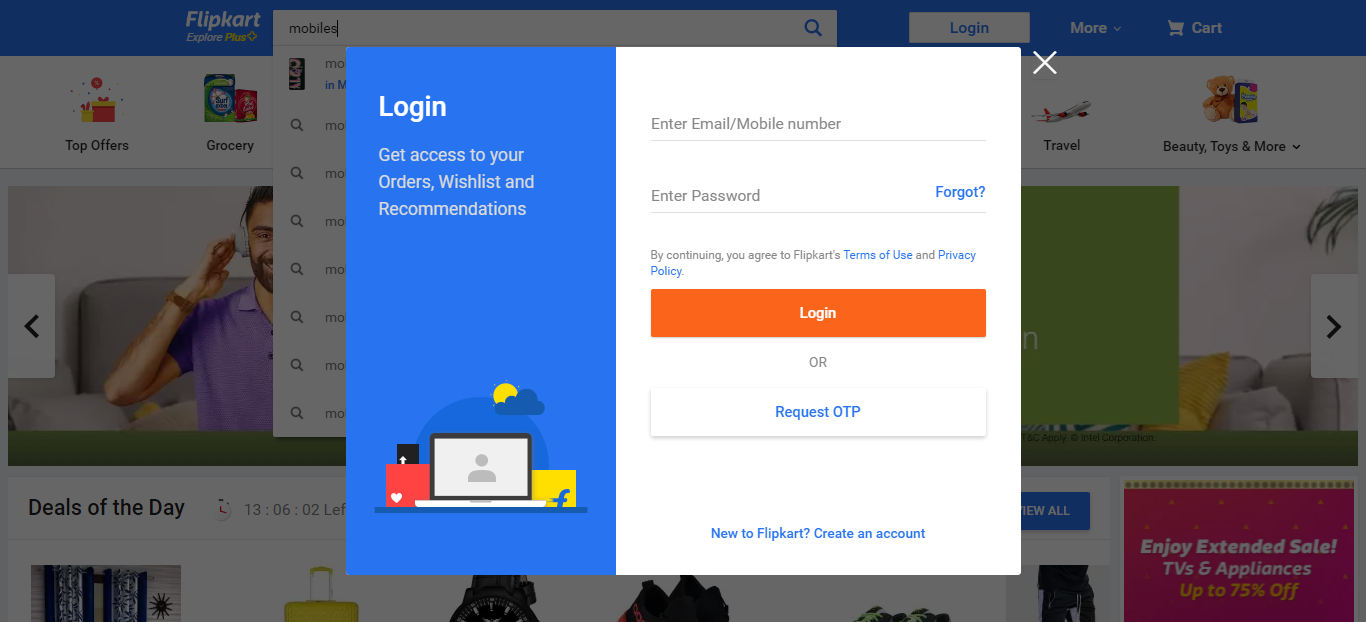 Flipkart
Explore Plus
mobiles
Login
More
Cart
mo
in M
mo
mo
mo
mo
mo
mo
mo
Top Offers
Grocery
Travel
Beauty, Toys & More
Login
Get access to your
Orders, Wishlist and
Recommendations
Enter Email/Mobile number
Enter Password
Forgot?
By continuing, you agree to Flipkart's Terms of Use and Privacy
Policy.
Login
OR
Request OTP
New to Flipkart? Create an account
n
T&C Apply. © Intel Corporation
Deals of the Day
13 : 06 : 02 Lef
VIEW ALL
Enjoy Extended Sale!
TVs & Appliances
Up to 75% Off